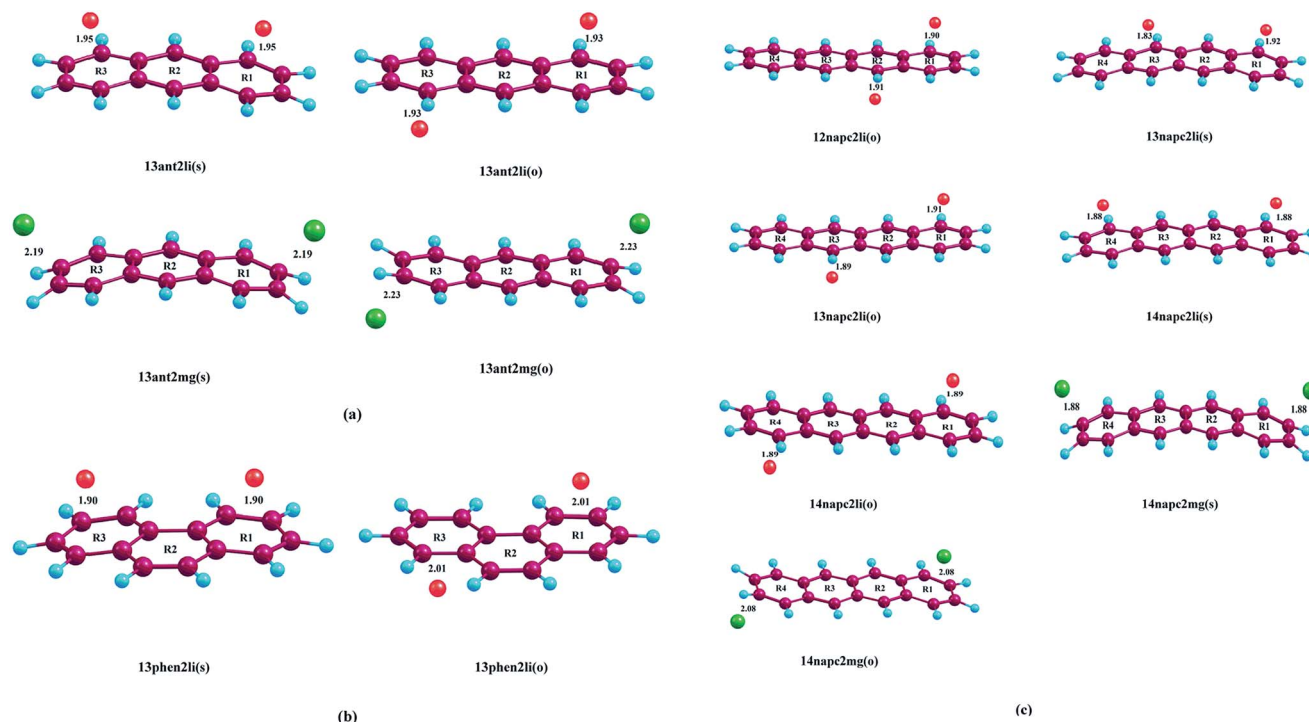 1.95
1.95
R3
R2
R1
13ant2li(s)
1.93
R3
R2
R1
1.93
13ant2li(o)
2.19
2.19
R3
R2
R1
13ant2mg(s)
2.23
R3
R2
R1
2.23
13ant2mg(o)
(a)
1.90
1.90
R3
R2
R1
13phen2li(s)
2.01
R3
R2
R1
2.01
13phen2li(o)
(b)
1.90
R4
R3
R2
R1
1.91
12napc2li(o)
1.83
1.92
R4
R3
R2
R1
13napc2li(s)
1.91
R4
R3
R2
R1
1.89
13napc2li(o)
1.88
1.88
R4
R3
R2
R1
14napc2li(s)
1.89
R4
R3
R2
R1
1.89
14napc2li(o)
1.88
1.88
R4
R3
R2
R1
14napc2mg(s)
2.08
R4
R3
R2
R1
2.08
14napc2mg(o)
(c)